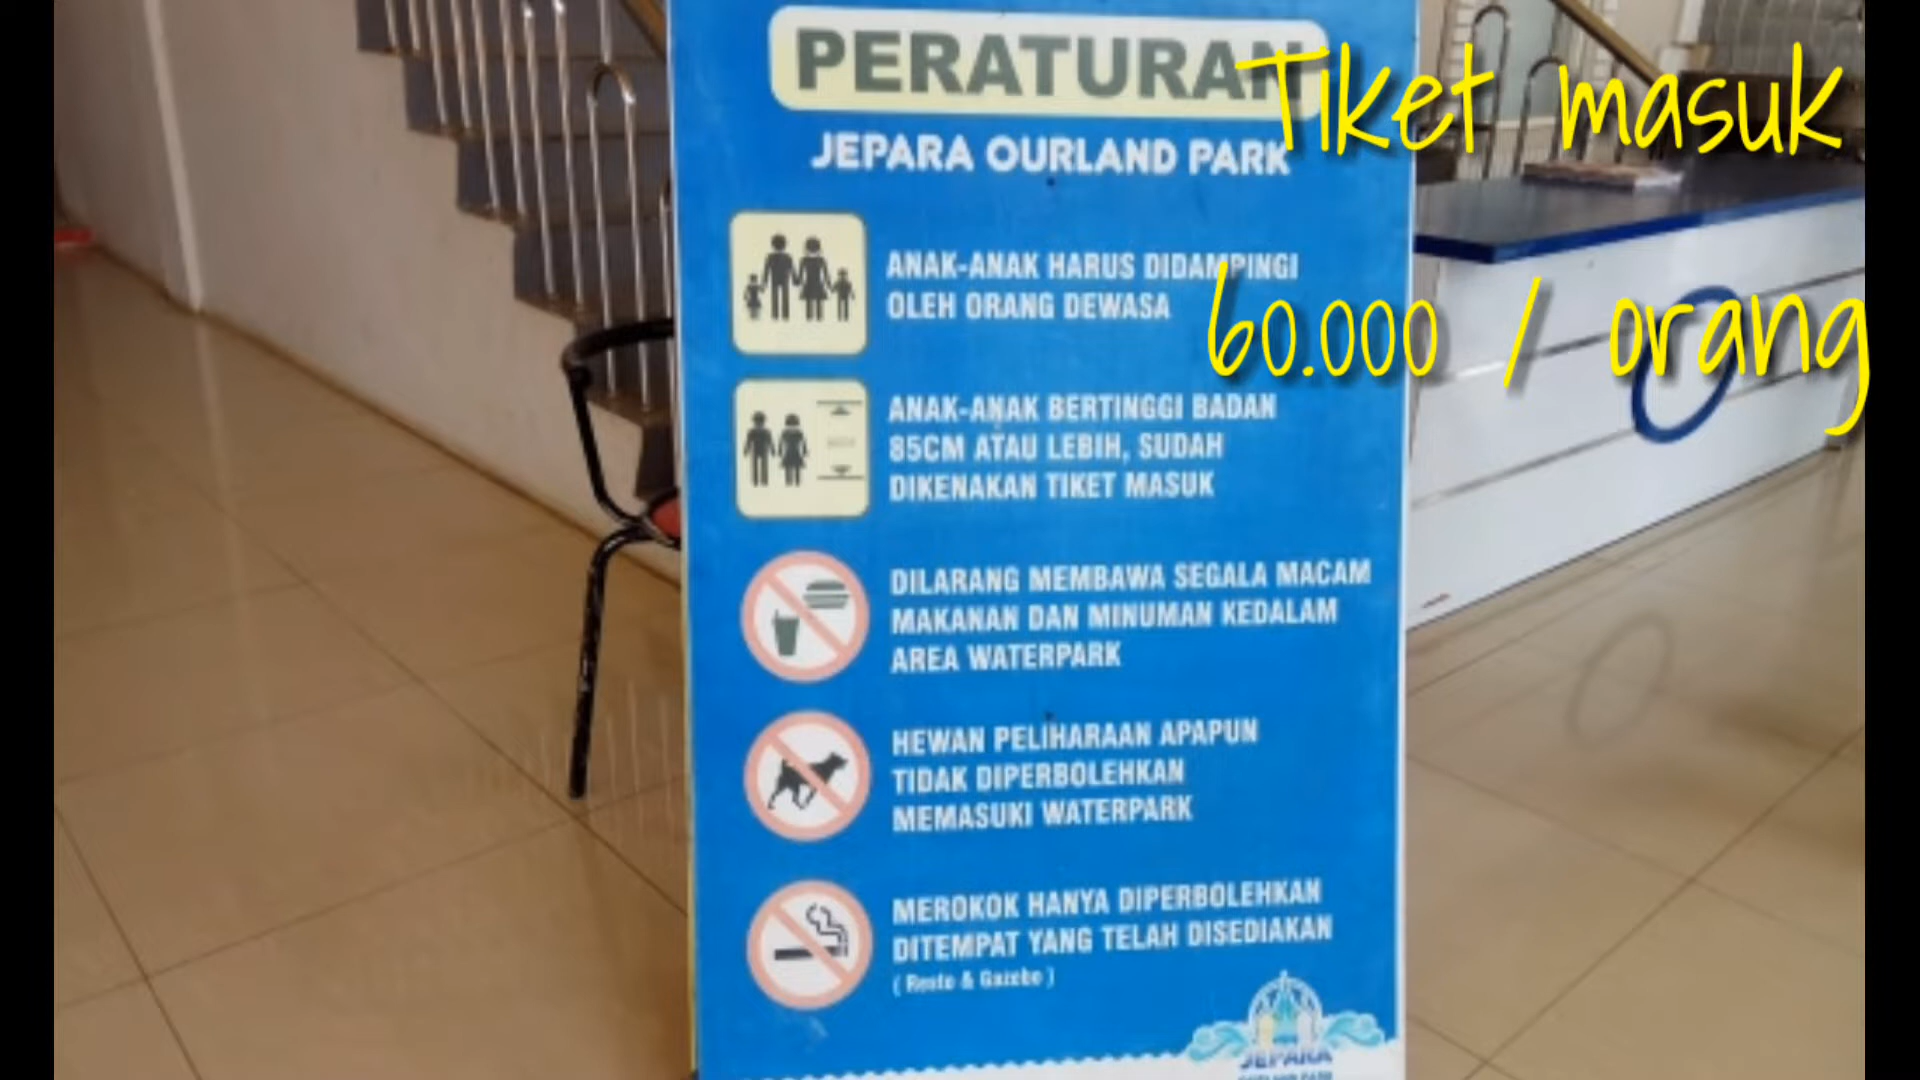 PERATURAN
JEPARA OURLAND PARK
Tiket masuk
60.000 / orang
ANAK-ANAK HARUS DIDAMPINGI
OLEH ORANG DEWASA
ANAK-ANAK BERTINGGI BADAN
85CM ATAU LEBIH, SUDAH
DIKENAKAN TIKET MASUK
DILARANG MEMBAWA SEGALA MACAM
MAKANAN DAN MINUMAN KEDALAM
AREA WATERPARK
HEWAN PELIHARAAN APAPUN
TIDAK DIPERBOLEHKAN
MEMASUKI WATERPARK
MEROKOK HANYA DIPERBOLEHKAN
DITEMPAT YANG TELAH DISEDIAKAN
( Resto & Gazebo )
JEPARA
OURLAND PARK